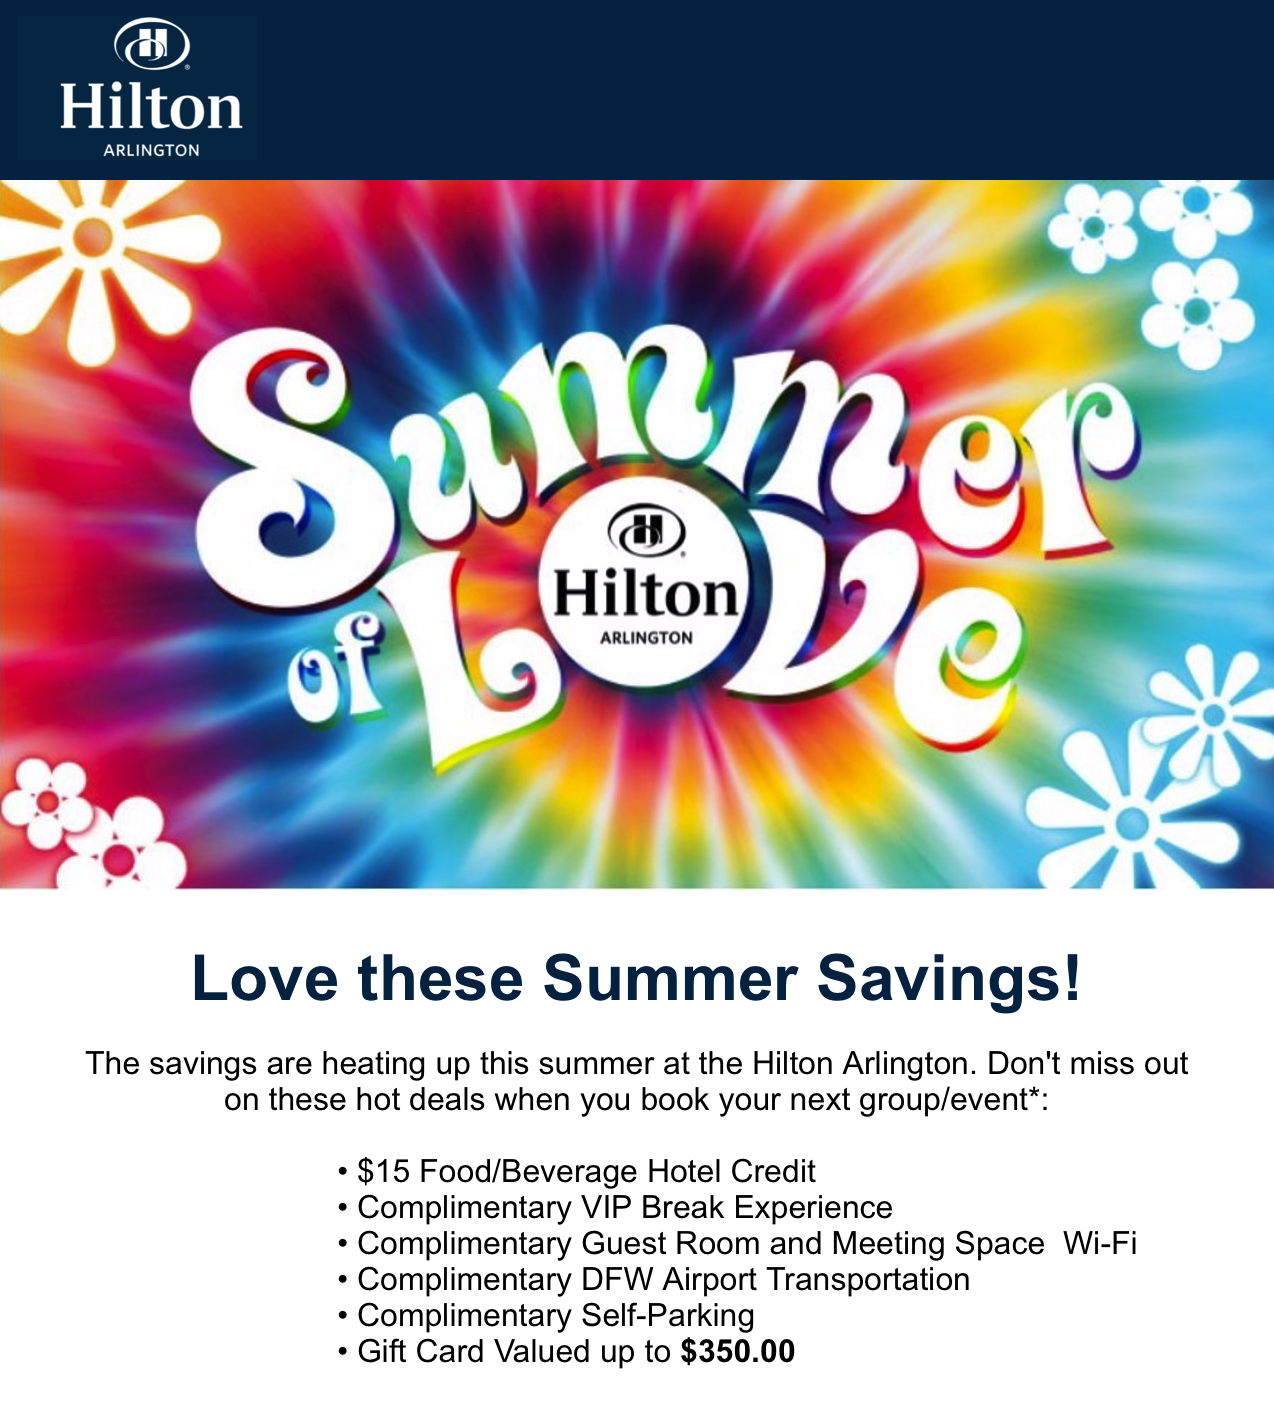 Hilton
ARLINGTON
Summer
of Love
Hilton
ARLINGTON
Love these Summer Savings!
The savings are heating up this summer at the Hilton Arlington. Don't miss out
on these hot deals when you book your next group/event*:
• $15 Food/Beverage Hotel Credit
• Complimentary VIP Break Experience
• Complimentary Guest Room and Meeting Space  Wi-Fi
• Complimentary DFW Airport Transportation
• Complimentary Self-Parking
• Gift Card Valued up to $350.00